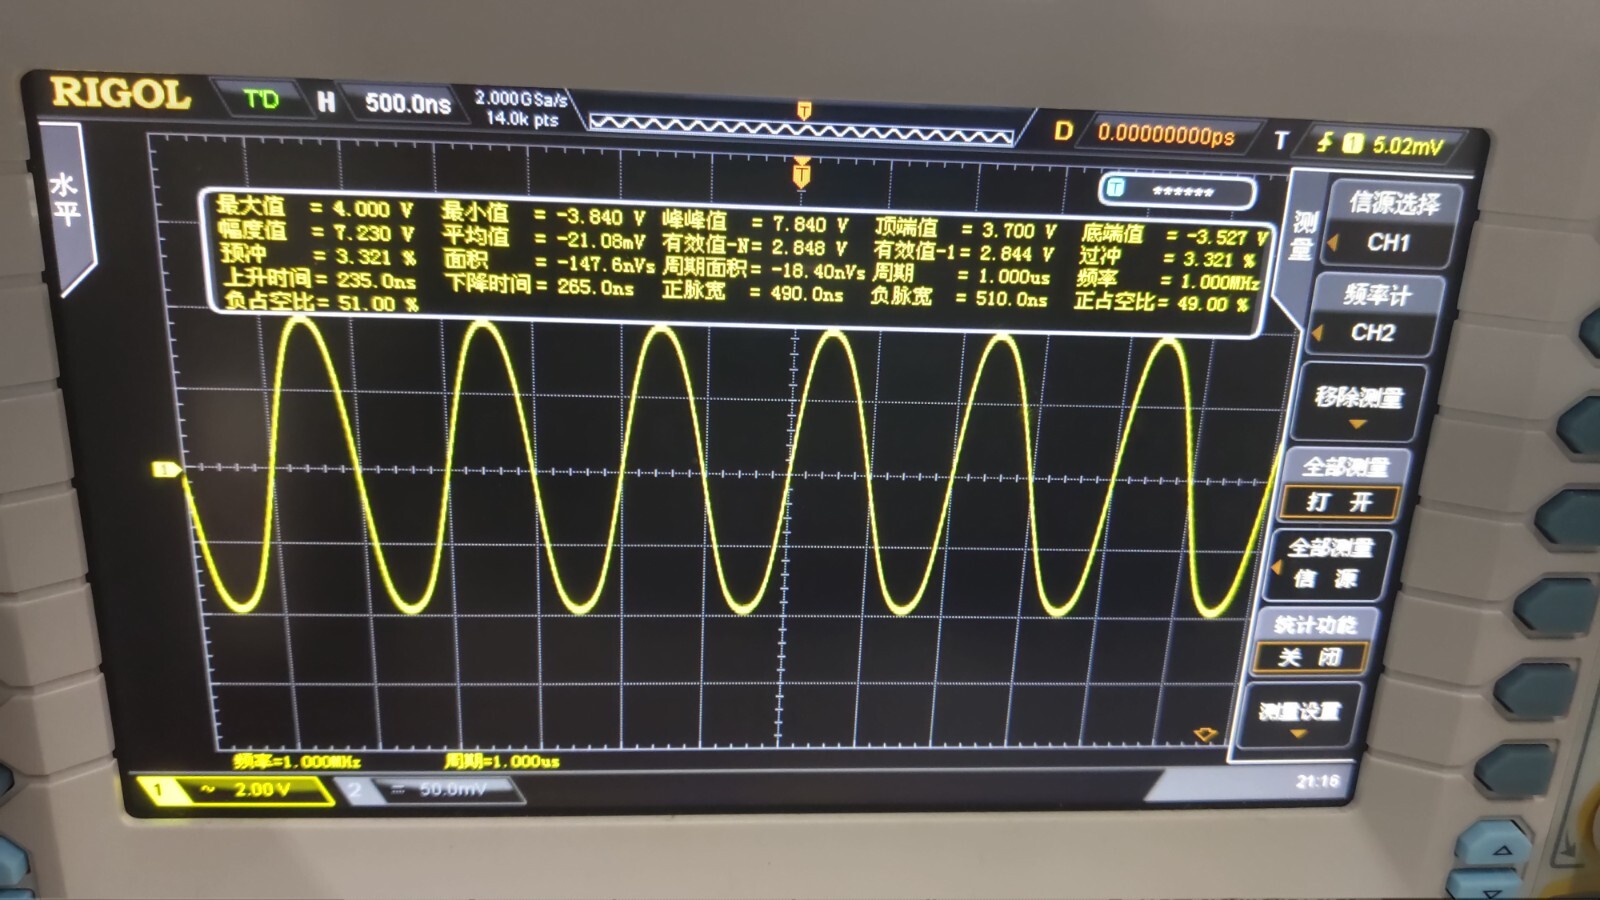 RIGOL T'D H 500.0ns 2.000GSa/s 14.0k pts D 0.00000000ps T 1 5.02mV
水平
T
T
T ******
最大值 = 4.000 V 最小值 = -3.840 V 峰峰值 = 7.840 V 顶端值 = 3.700 V 底端值 = -3.527 V
幅度值 = 7.230 V 平均值 = -21.08mV 有效值-N= 2.848 V 有效值-1= 2.844 V 过冲 = 3.321 %
预冲 = 3.321 % 面积 = -147.6nVs 周期面积= -18.40nVs 周期 = 1.000us 频率 = 1.000MHz
上升时间= 235.0ns 下降时间= 265.0ns 正脉宽 = 490.0ns 负脉宽 = 510.0ns 正占空比= 49.00 %
负占空比= 51.00 %
测量
信源选择
CH1
频率计
CH2
移除测量
全部测量
打 开
全部测量
信 源
统计功能
关 闭
测量设置
1
频率=1.000MHz 周期=1.000us
1 ~ 2.00 V 2 = 50.0mV 21:16